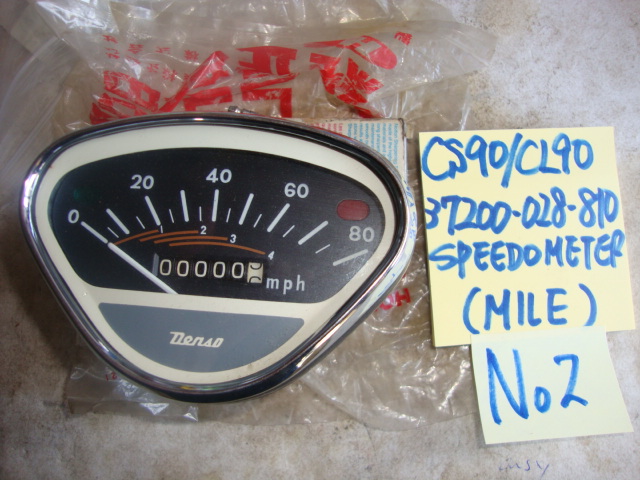 CS90/CL90
37200-028-810
SPEEDOMETER
(MILE)
No2
0 20 40 60 80
1 2 3 4
00000
mph
Denso